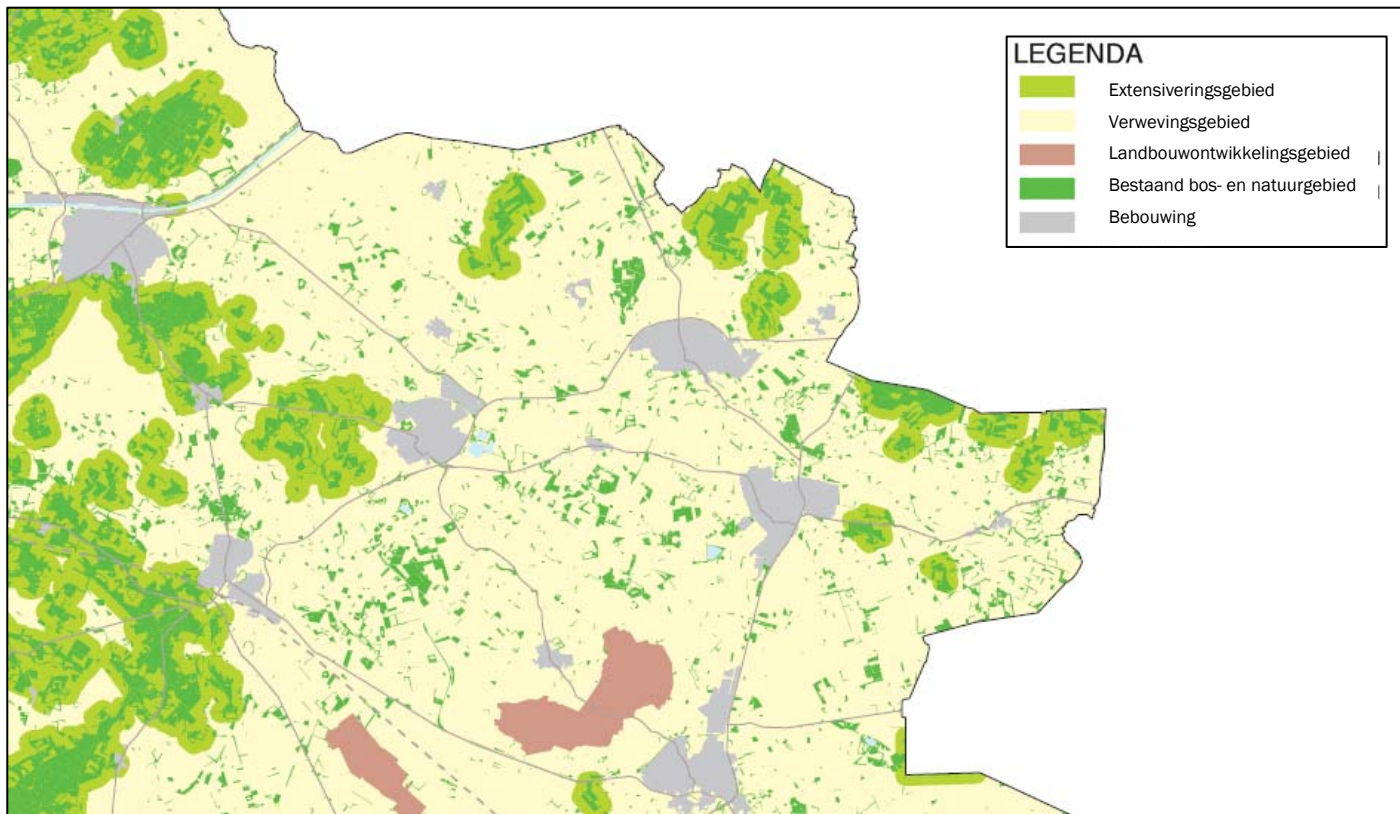 LEGENDA
Extensiveringsgebied
Verwevingsgebied
Landbouwontwikkelingsgebied
Bestaand bos- en natuurgebied
Bebouwing